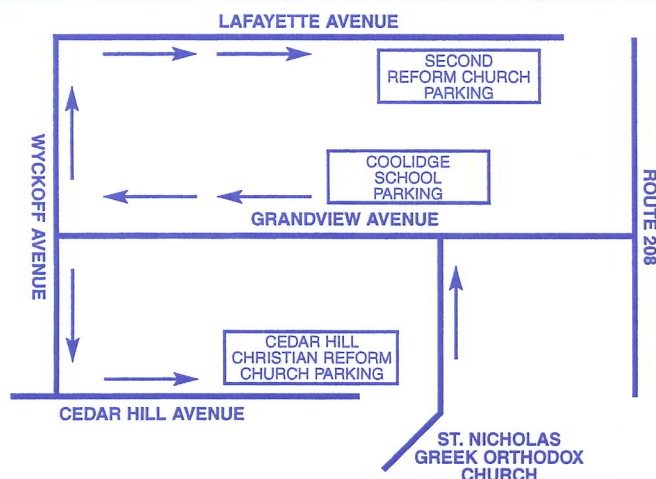 LAFAYETTE AVENUE
SECOND
REFORM CHURCH
PARKING
WYCKOFF AVENUE
COOLIDGE
SCHOOL
PARKING
ROUTE 208
GRANDVIEW AVENUE
CEDAR HILL
CHRISTIAN REFORM
CHURCH PARKING
CEDAR HILL AVENUE
ST. NICHOLAS
GREEK ORTHODOX
CHURCH